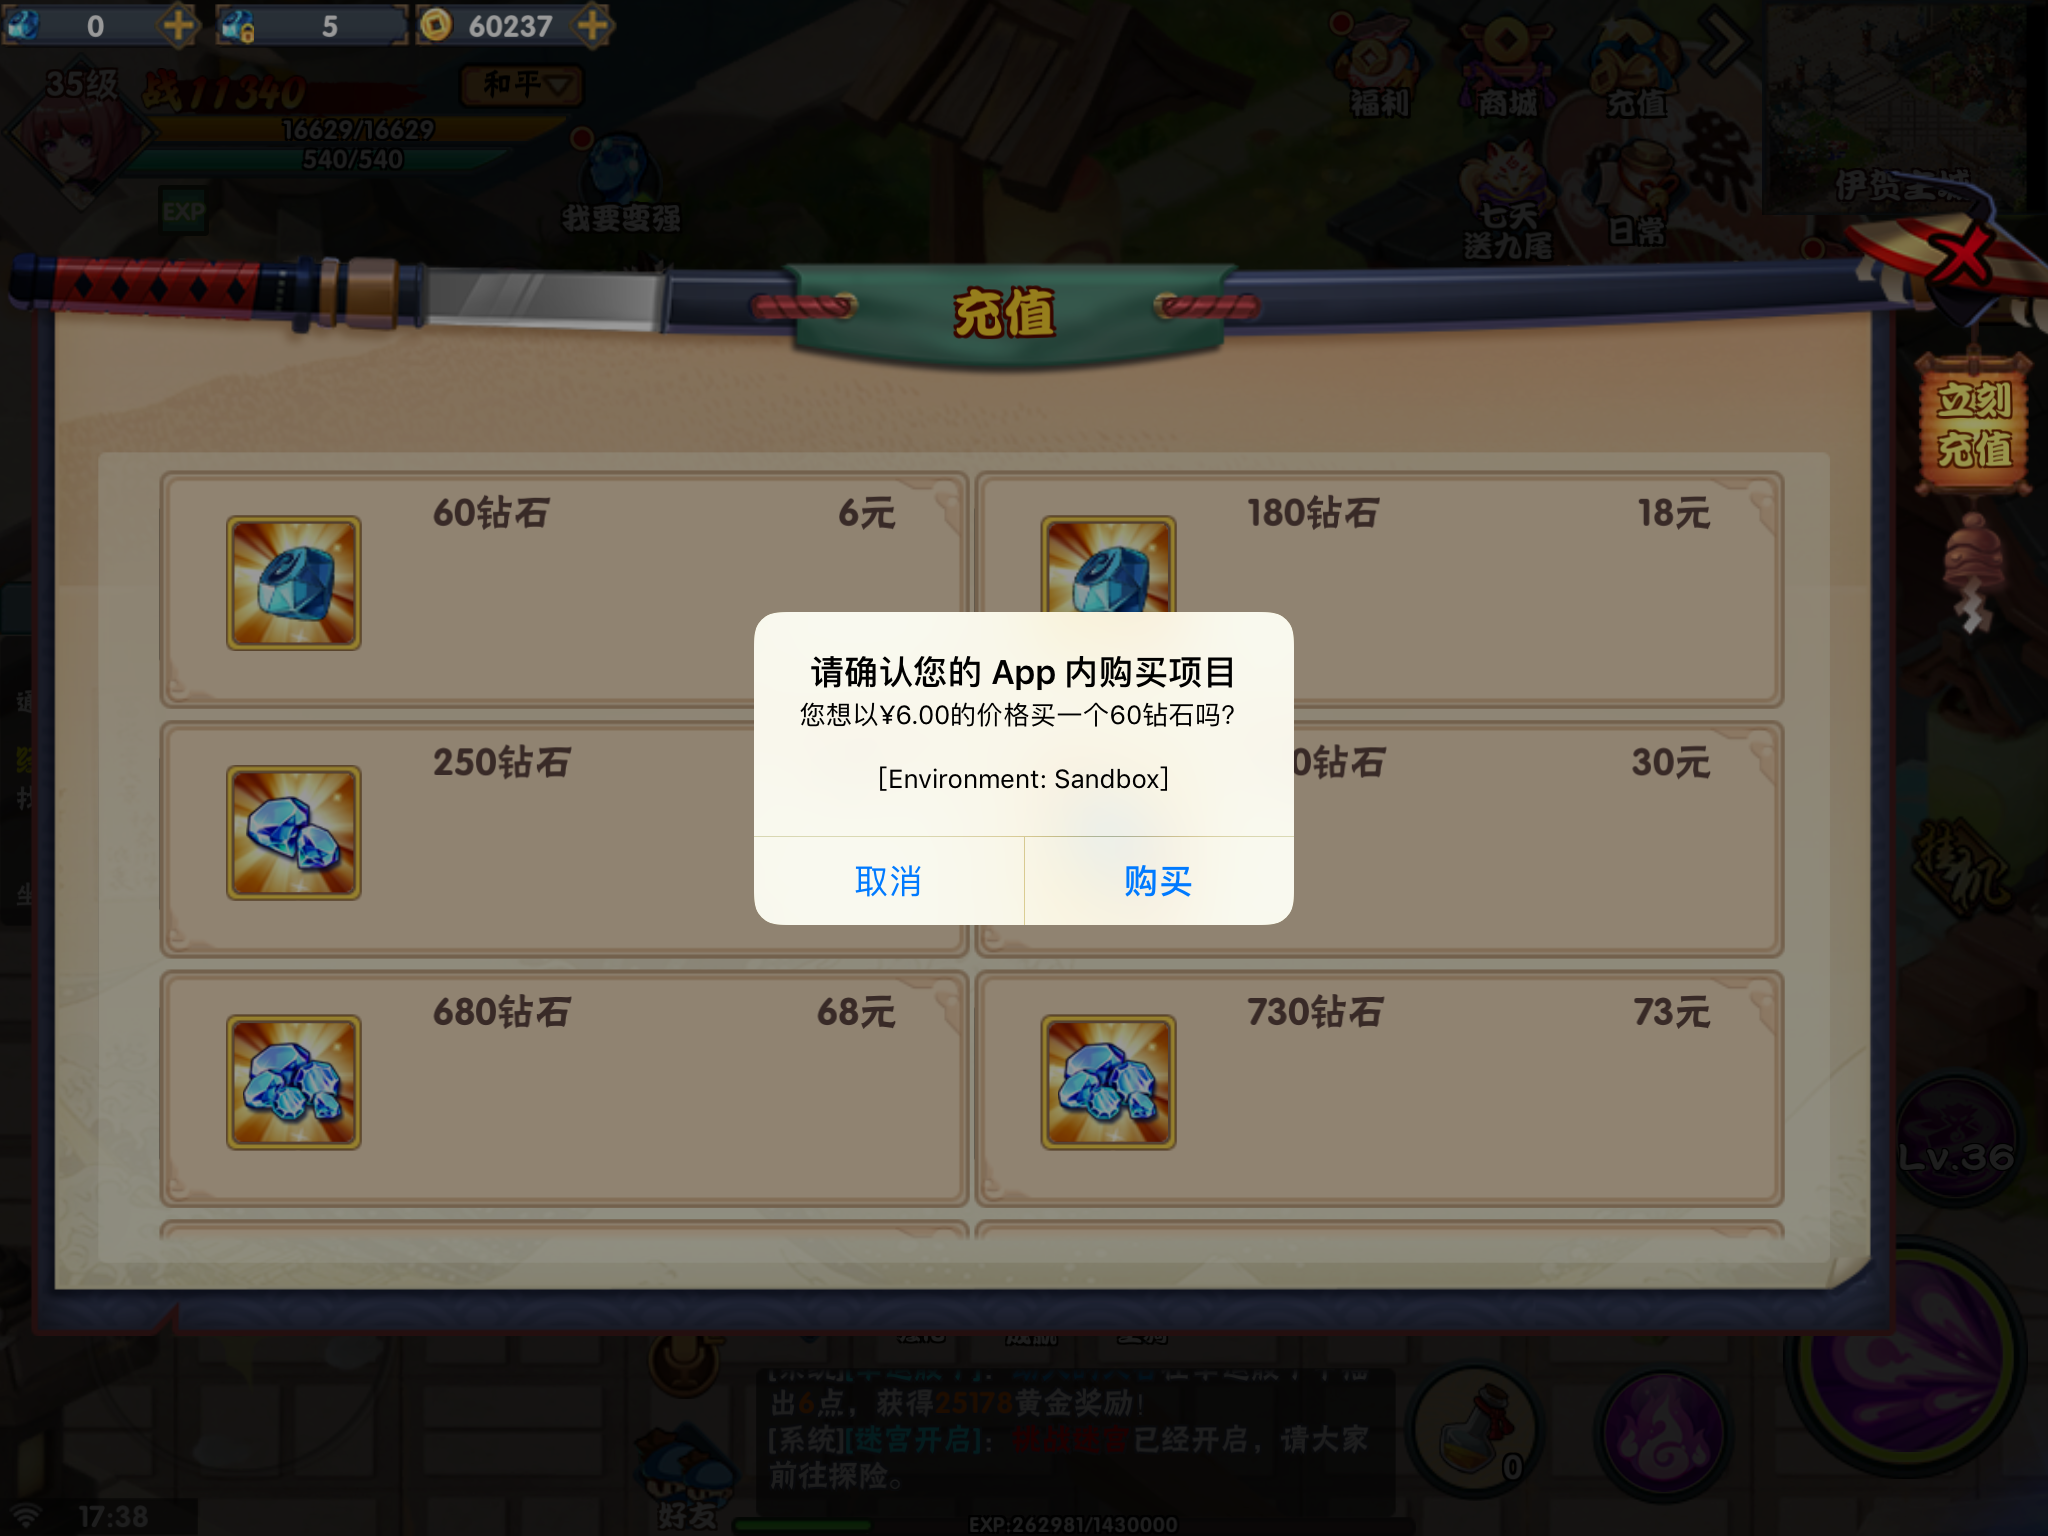 0
5
60237
35级
战11340
和平
16629/16629
540/540
EXP
我要变强
福利
商城
充值
七天
送九尾
日常
祭
充值
立刻
充值
60钻石
6元
180钻石
18元
250钻石
0钻石
30元
680钻石
68元
730钻石
73元
请确认您的 App 内购买项目
您想以¥6.00的价格买一个60钻石吗?
[Environment: Sandbox]
取消
购买
挂机
Lv.36
出6点，获得25178黄金奖励!
[系统][迷宫开启]：
已经开启，请大家
前往探险。
0
好友
17:38
EXP:262981/1430000